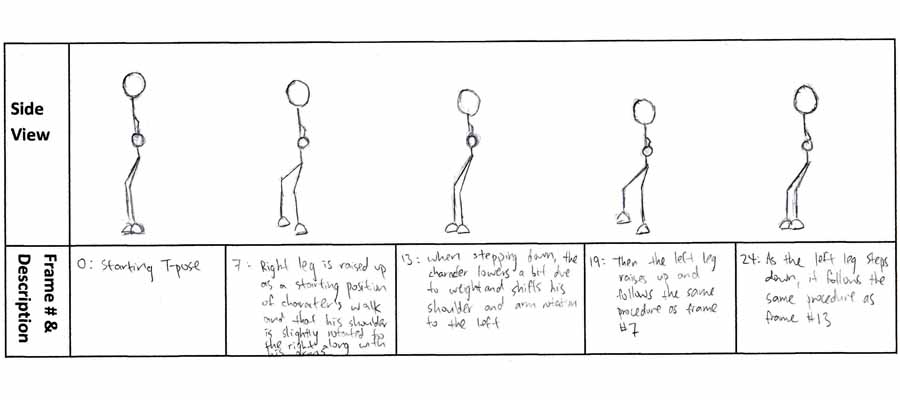 Side
View
Frame # &
Description
0: Starting T-pose
7: Right leg is raised up
as a starting position
of character's walk
and that his shoulder
is slightly rotated to
the right along with
his arms
13: When stepping down, the
character lowers a bit due
to weight and shifts his
shoulder and arm rotation
to the left
19: Then the left leg
raises up and
follows the same
procedure as frame
#7
24: As the left leg steps
down, it follows the
same procedure as
frame #13